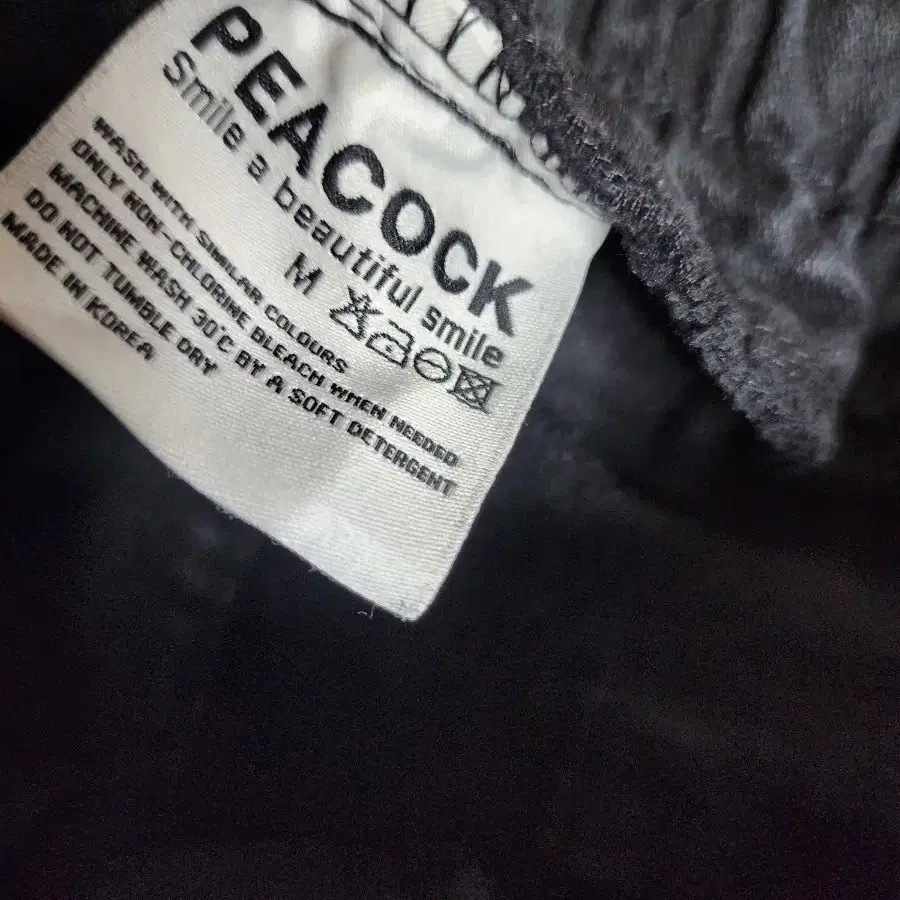 PEACOCK
Smile a beautiful smile
M
WASH WITH SIMILAR COLOURS
ONLY NON-CHLORINE BLEACH WHEN NEEDED
MACHINE WASH 30°C BY A SOFT DETERGENT
DO NOT TUMBLE DRY
MADE IN KOREA